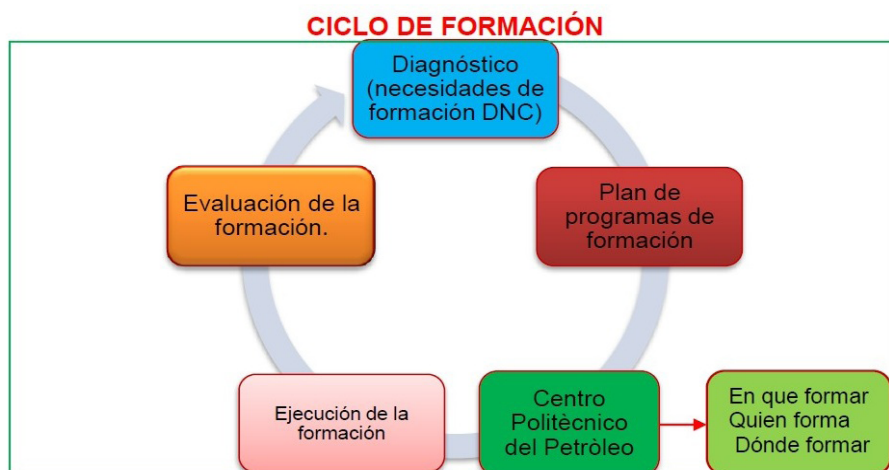 CICLO DE FORMACIÓN
Diagnóstico
(necesidades de
formación DNC)
Plan de
programas de
formación
Centro
Politècnico
del Petròleo
En que formar
Quien forma
Dónde formar
Ejecución de la
formación
Evaluación de la
formación.